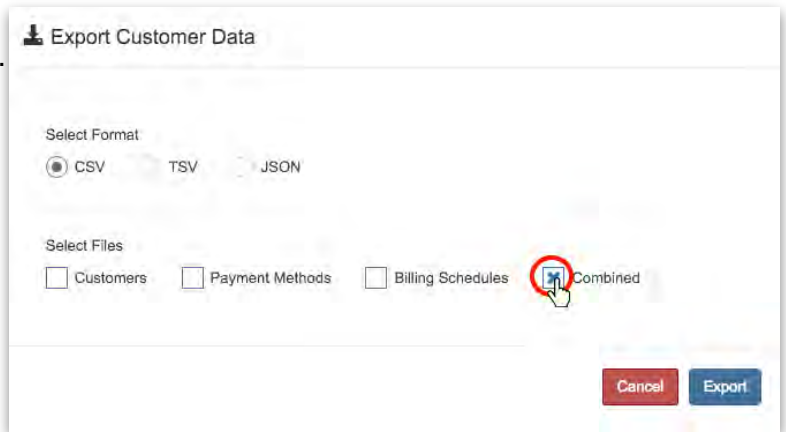 Export Customer Data
Select Format
CSV TSV JSON
Select Files
Customers Payment Methods Billing Schedules Combined
Cancel Export